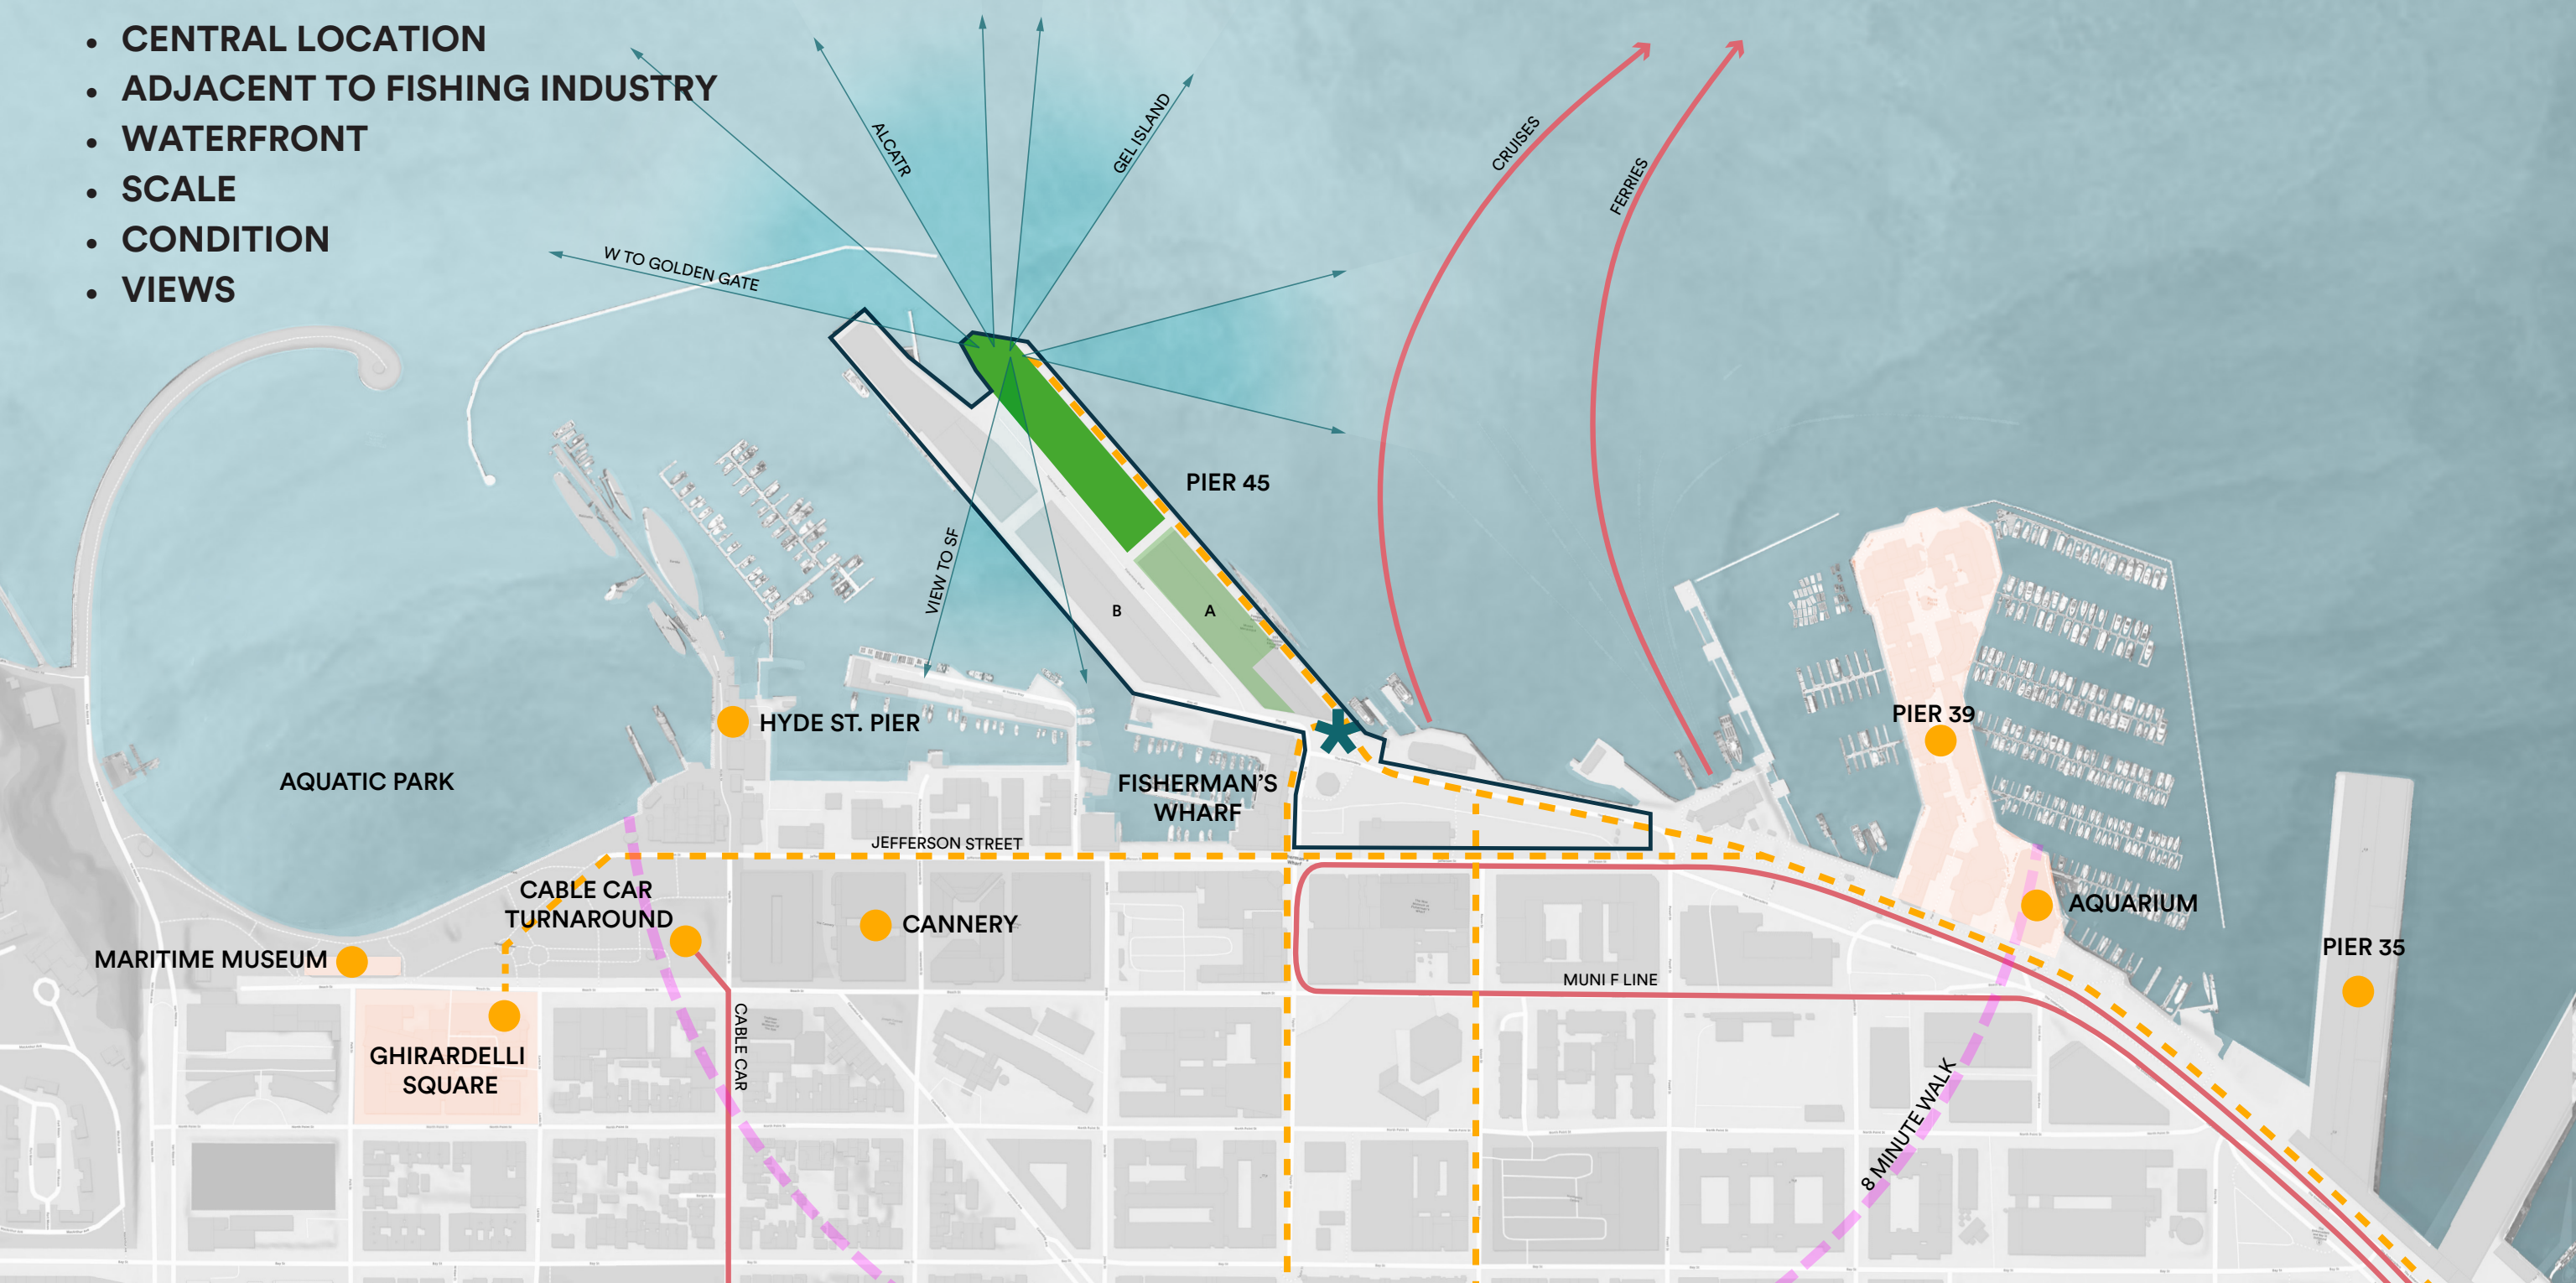 • CENTRAL LOCATION
• ADJACENT TO FISHING INDUSTRY
• WATERFRONT
• SCALE
• CONDITION
• VIEWS
ALCATR
GEL ISLAND
W TO GOLDEN GATE
CRUISES
FERRIES
PIER 45
VIEW TO SF
B
A
HYDE ST. PIER
AQUATIC PARK
FISHERMAN'S
WHARF
PIER 39
JEFFERSON STREET
CABLE CAR
TURNAROUND
CANNERY
AQUARIUM
MARITIME MUSEUM
PIER 35
MUNI F LINE
GHIRARDELLI
SQUARE
CABLE CAR
8 MINUTE WALK